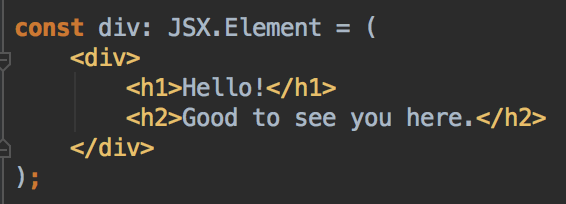 const div: JSX.Element = (
    <div>
        <h1>Hello!</h1>
        <h2>Good to see you here.</h2>
    </div>
);